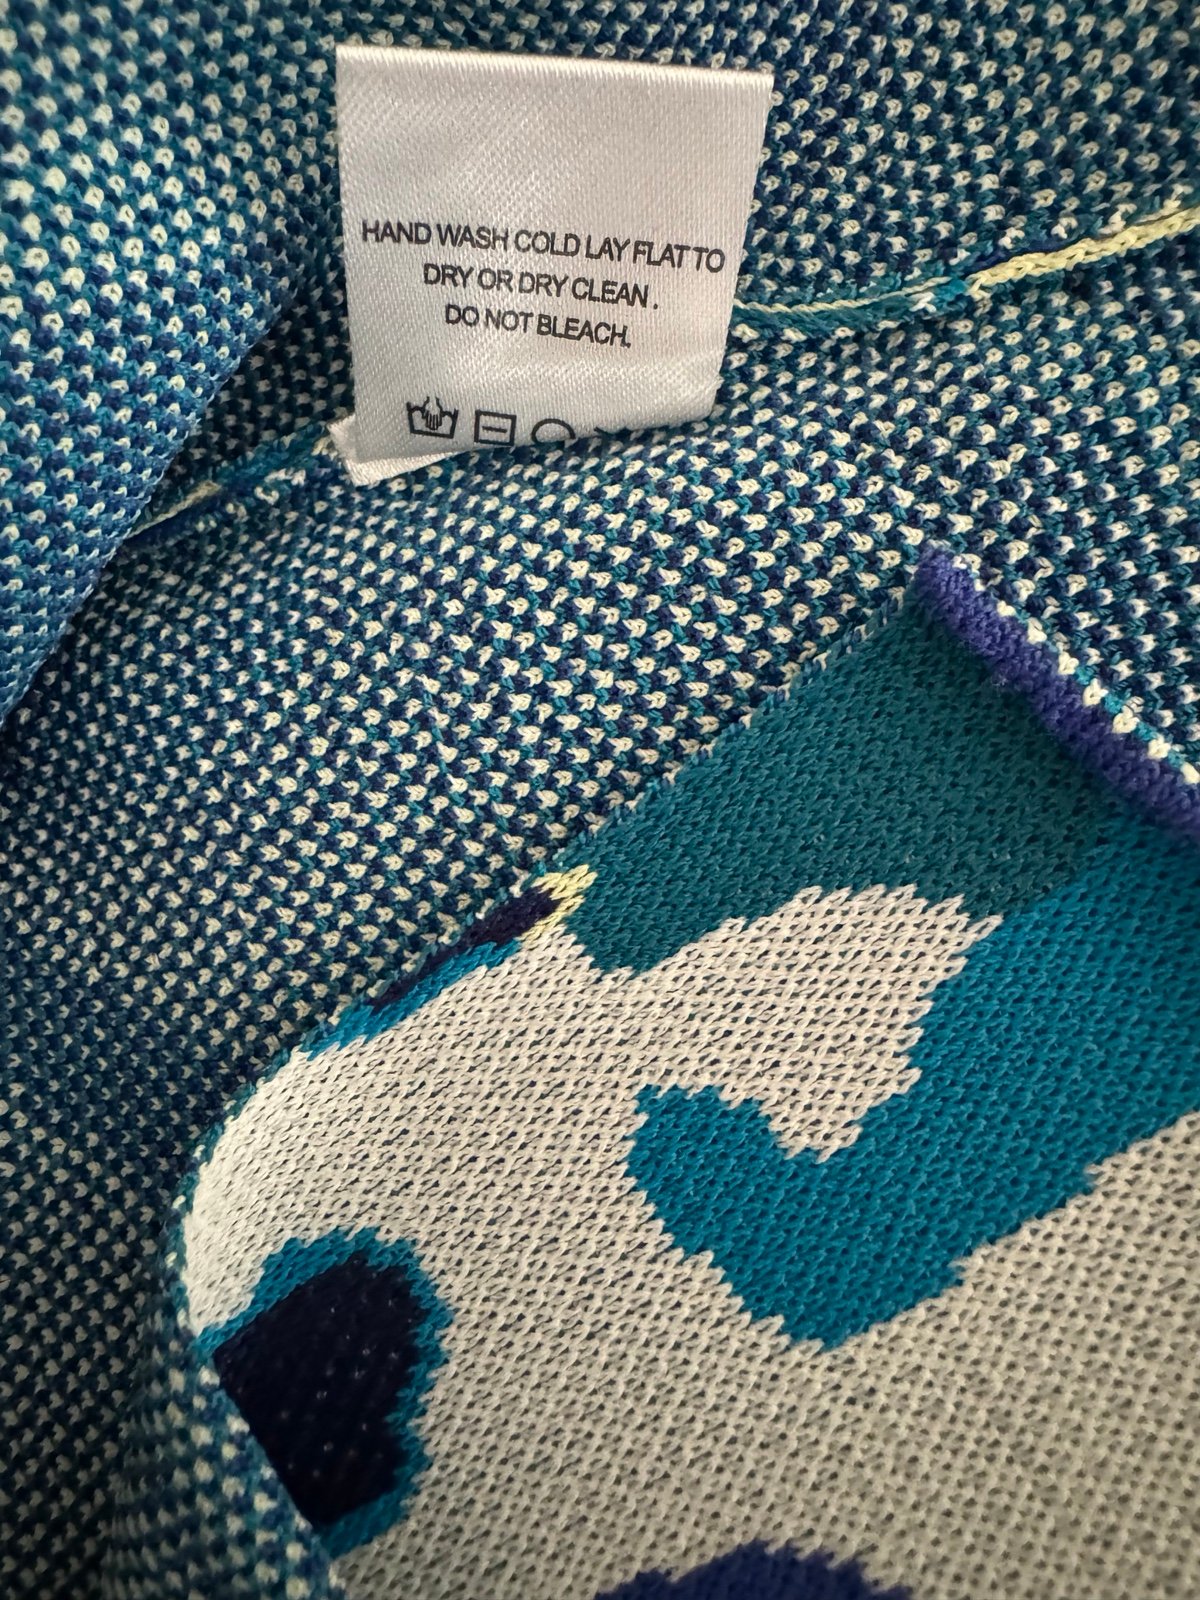 HAND WASH COLD LAY FLAT TO
DRY OR DRY CLEAN .
DO NOT BLEACH.